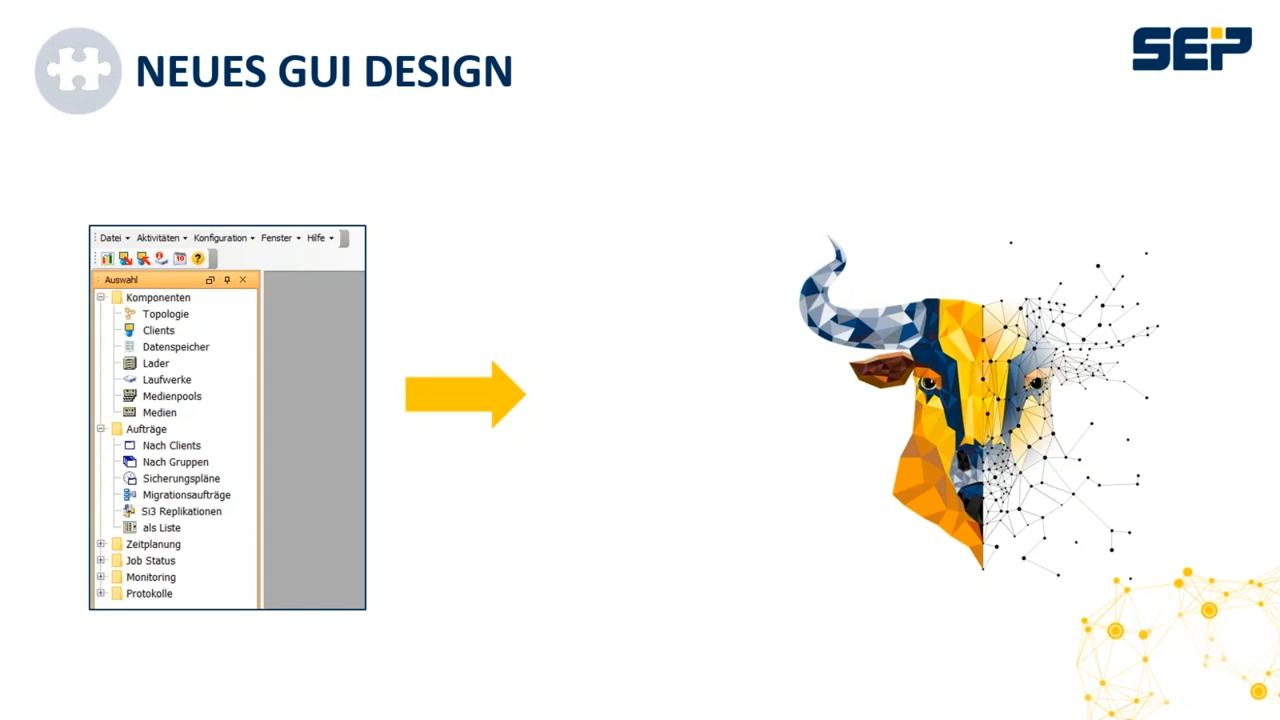 NEUES GUI DESIGN
SEP
Datei Aktivitäten Konfiguration Fenster Hilfe
10 ?
Auswahl
Komponenten
Topologie
Clients
Datenspeicher
Lader
Laufwerke
Medienpools
Medien
Aufträge
Nach Clients
Nach Gruppen
Sicherungspläne
Migrationsaufträge
Si3 Replikationen
als Liste
Zeitplanung
Job Status
Monitoring
Protokolle